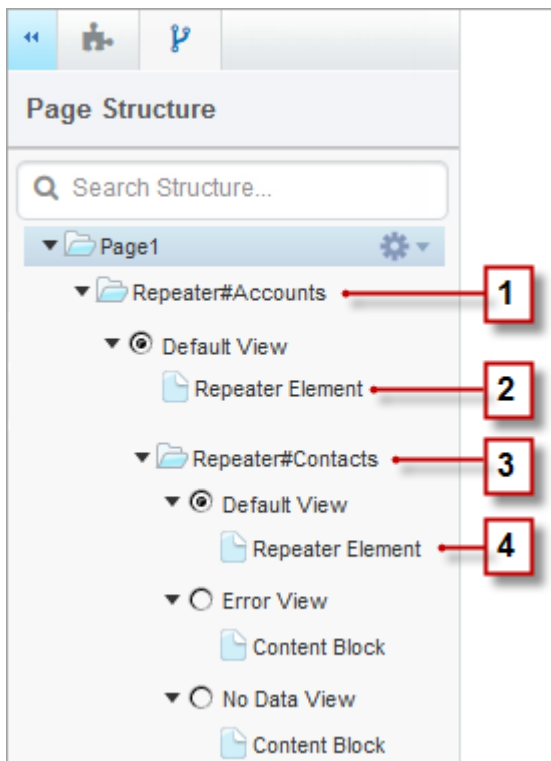 Page Structure
Search Structure...
Page1
Repeater#Accounts 1
Default View
Repeater Element 2
Repeater#Contacts 3
Default View
Repeater Element 4
Error View
Content Block
No Data View
Content Block